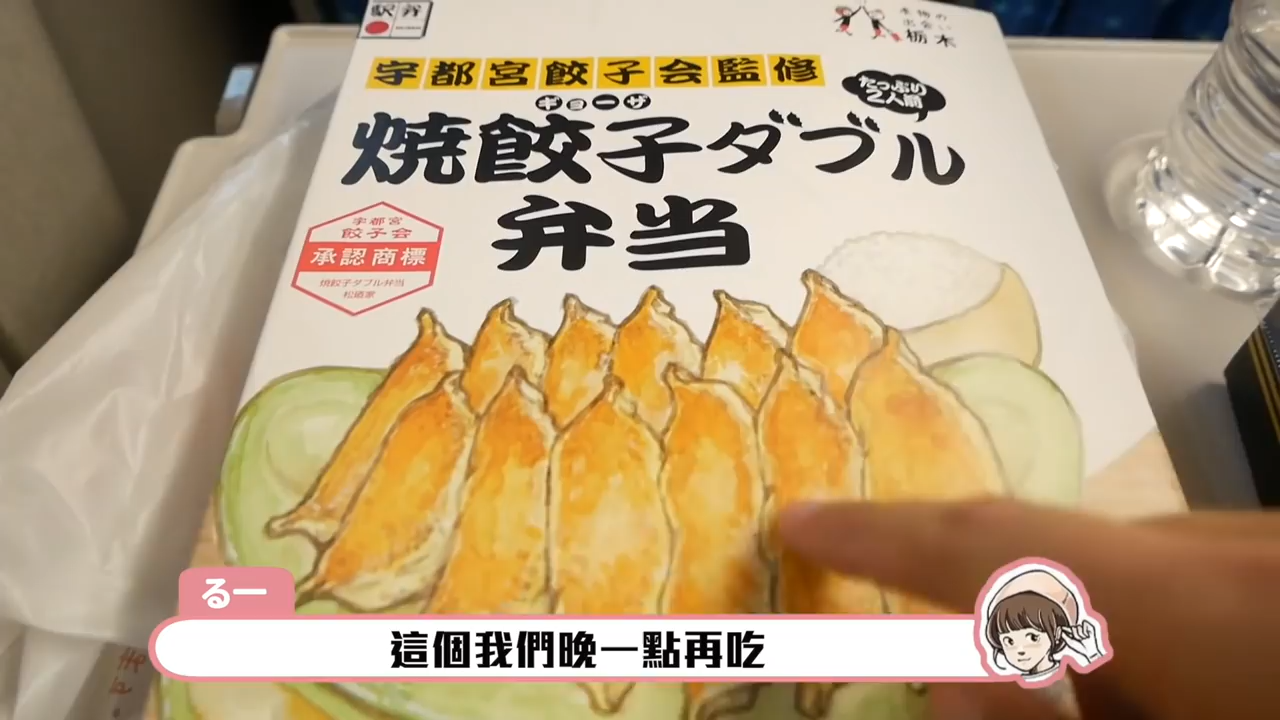 駅弁
本物の
出会い
栃木
宇都宮餃子会監修
たっぷり
2人前
ギョーザ
焼餃子ダブル
弁当
宇都宮
餃子会
承認商標
焼餃子ダブル弁当
松廼家
るー
這個我們晚一點再吃